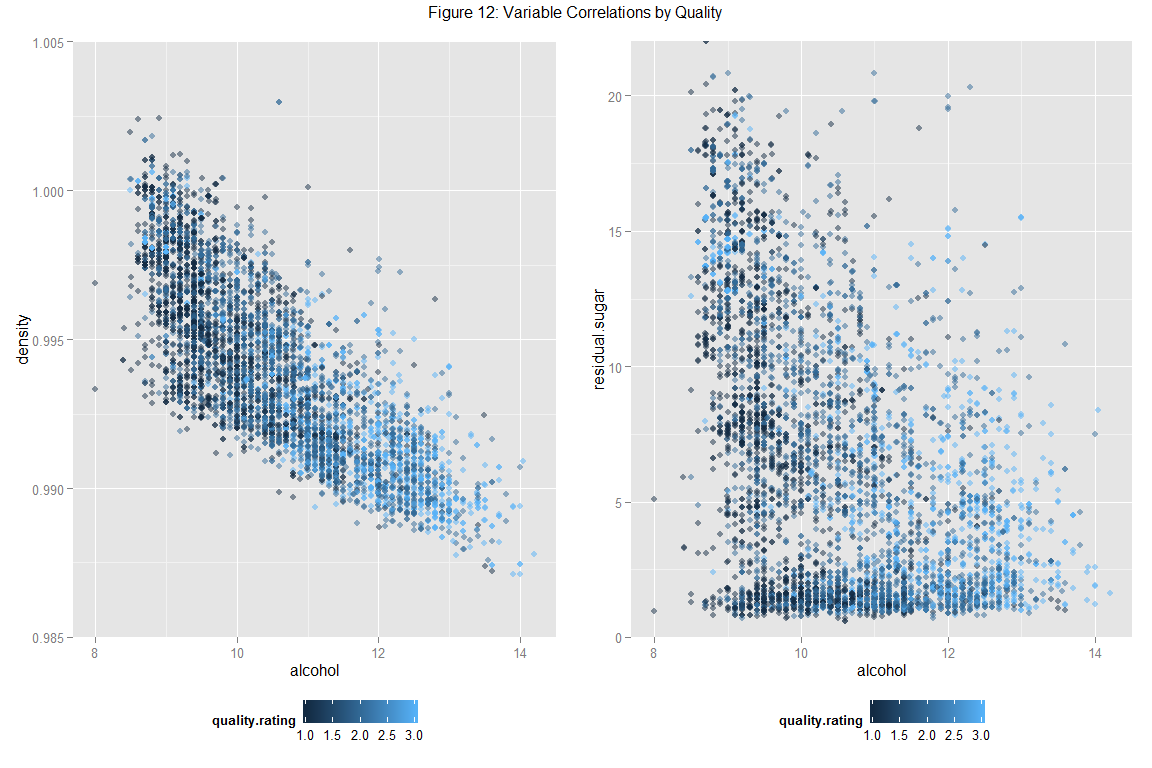 Figure 12: Variable Correlations by Quality
1.005
1.000
0.995
0.990
0.985
density
8 10 12 14
alcohol
quality.rating
1.0 1.5 2.0 2.5 3.0
20
15
10
5
0
residual.sugar
8 10 12 14
alcohol
quality.rating
1.0 1.5 2.0 2.5 3.0